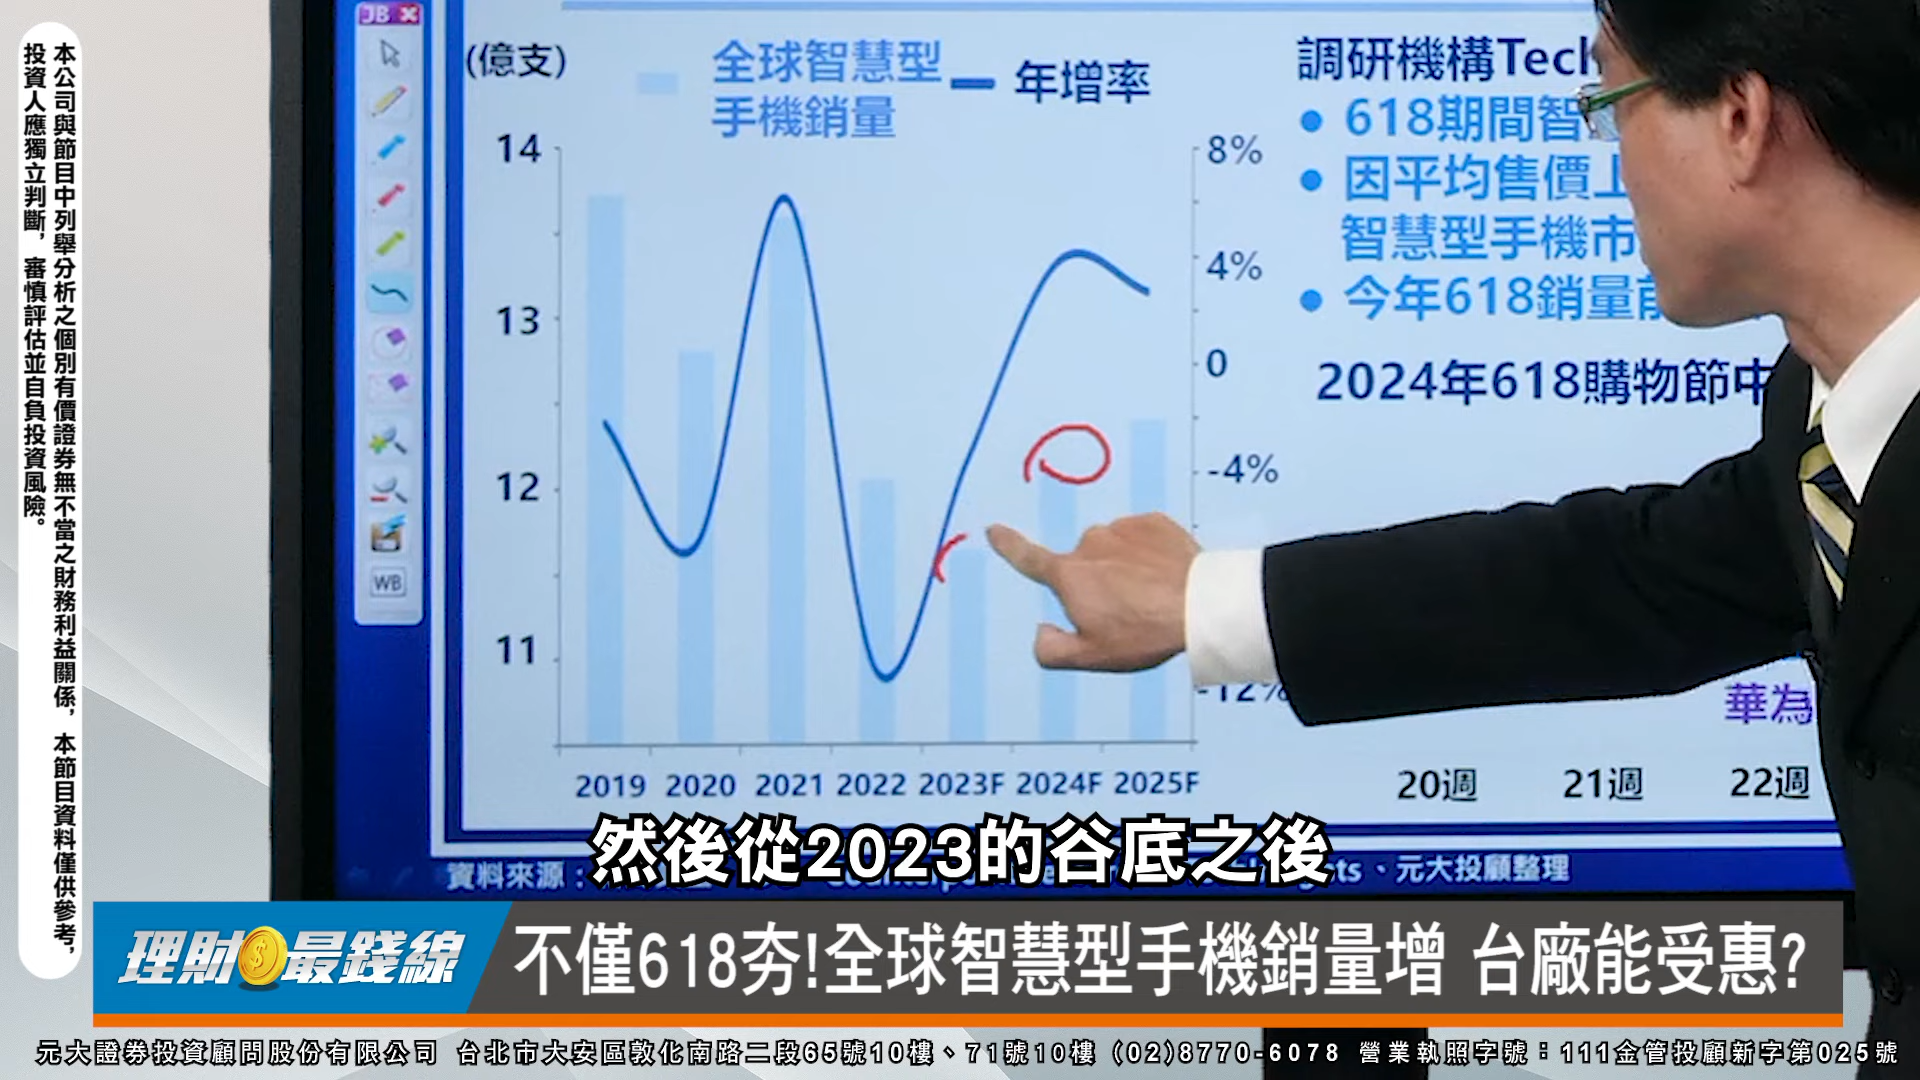 本公司與節目中列舉分析之個別有價證券無不當之財務利益關係，本節目資料僅供參考，
投資人應獨立判斷，審慎評估並自負投資風險。
JB
WB
(億支)
全球智慧型
手機銷量
年增率
14
13
12
11
8%
4%
0
-4%
-12%
2019 2020 2021 2022 2023F 2024F 2025F
調研機構Tech
• 618期間智
• 因平均售價上
智慧型手機市
• 今年618銷量前
2024年618購物節中
華為
20週 21週 22週
資料來源：
、元大投顧整理
然後從2023的谷底之後
理財最錢線
不僅618夯!全球智慧型手機銷量增 台廠能受惠?
元大證券投資顧問股份有限公司 台北市大安區敦化南路二段65號10樓、71號10樓 (02)8770-6078 營業執照字號：111金管投顧新字第025號